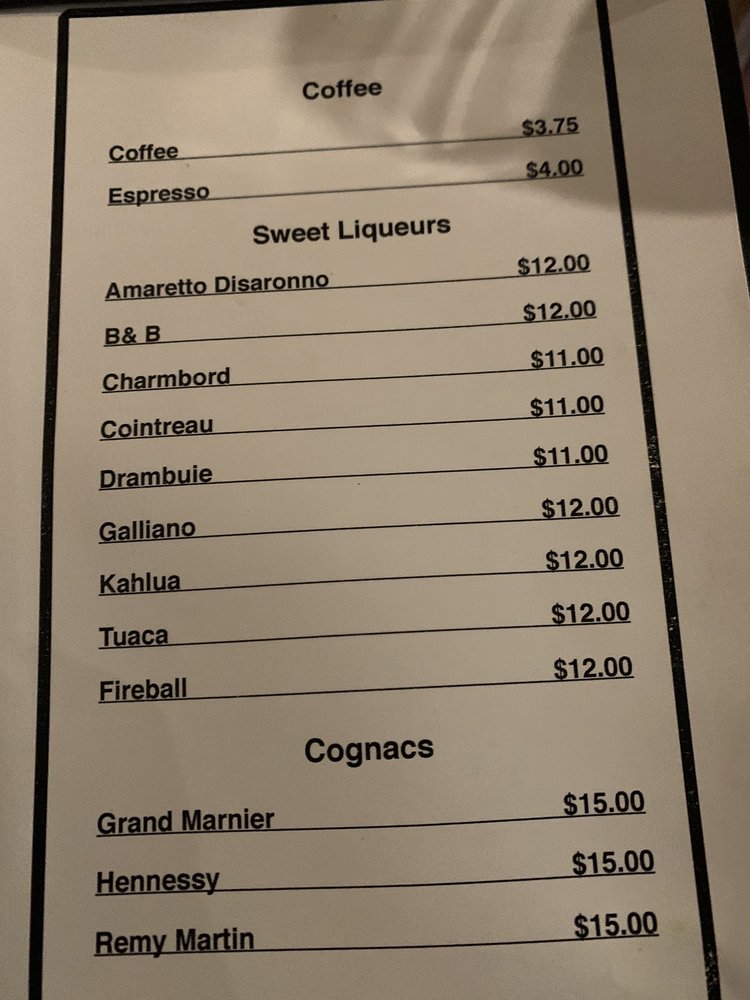 Coffee
Coffee $3.75
Espresso $4.00
Sweet Liqueurs
Amaretto Disaronno $12.00
B& B $12.00
Charmbord $11.00
Cointreau $11.00
Drambuie $11.00
Galliano $12.00
Kahlua $12.00
Tuaca $12.00
Fireball $12.00
Cognacs
Grand Marnier $15.00
Hennessy $15.00
Remy Martin $15.00